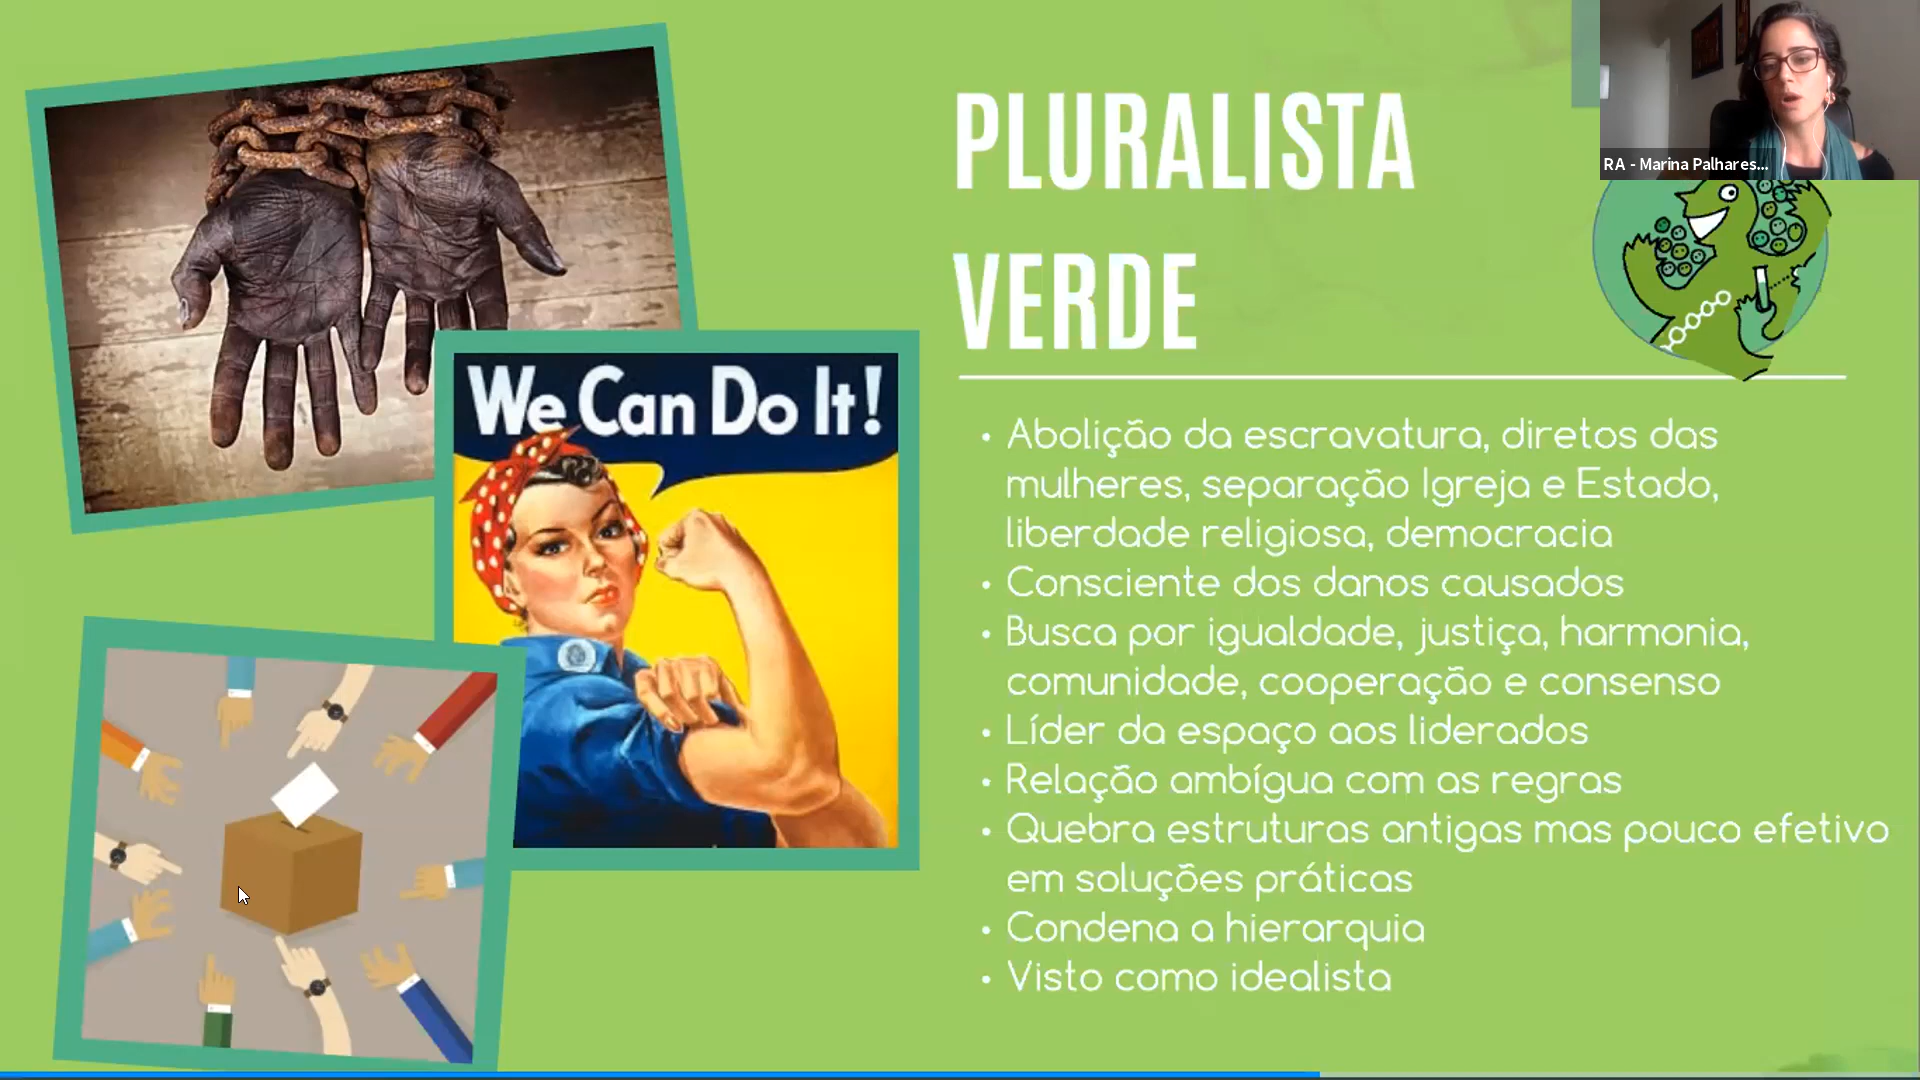 We Can Do It!
PLURALISTA
VERDE
RA - Marina Palhares...
• Abolição da escravatura, diretos das
mulheres, separação Igreja e Estado,
liberdade religiosa, democracia
• Consciente dos danos causados
• Busca por igualdade, justiça, harmonia,
comunidade, cooperação e consenso
• Líder da espaço aos liderados
• Relação ambígua com as regras
• Quebra estruturas antigas mas pouco efetivo
em soluções práticas
• Condena a hierarquia
• Visto como idealista